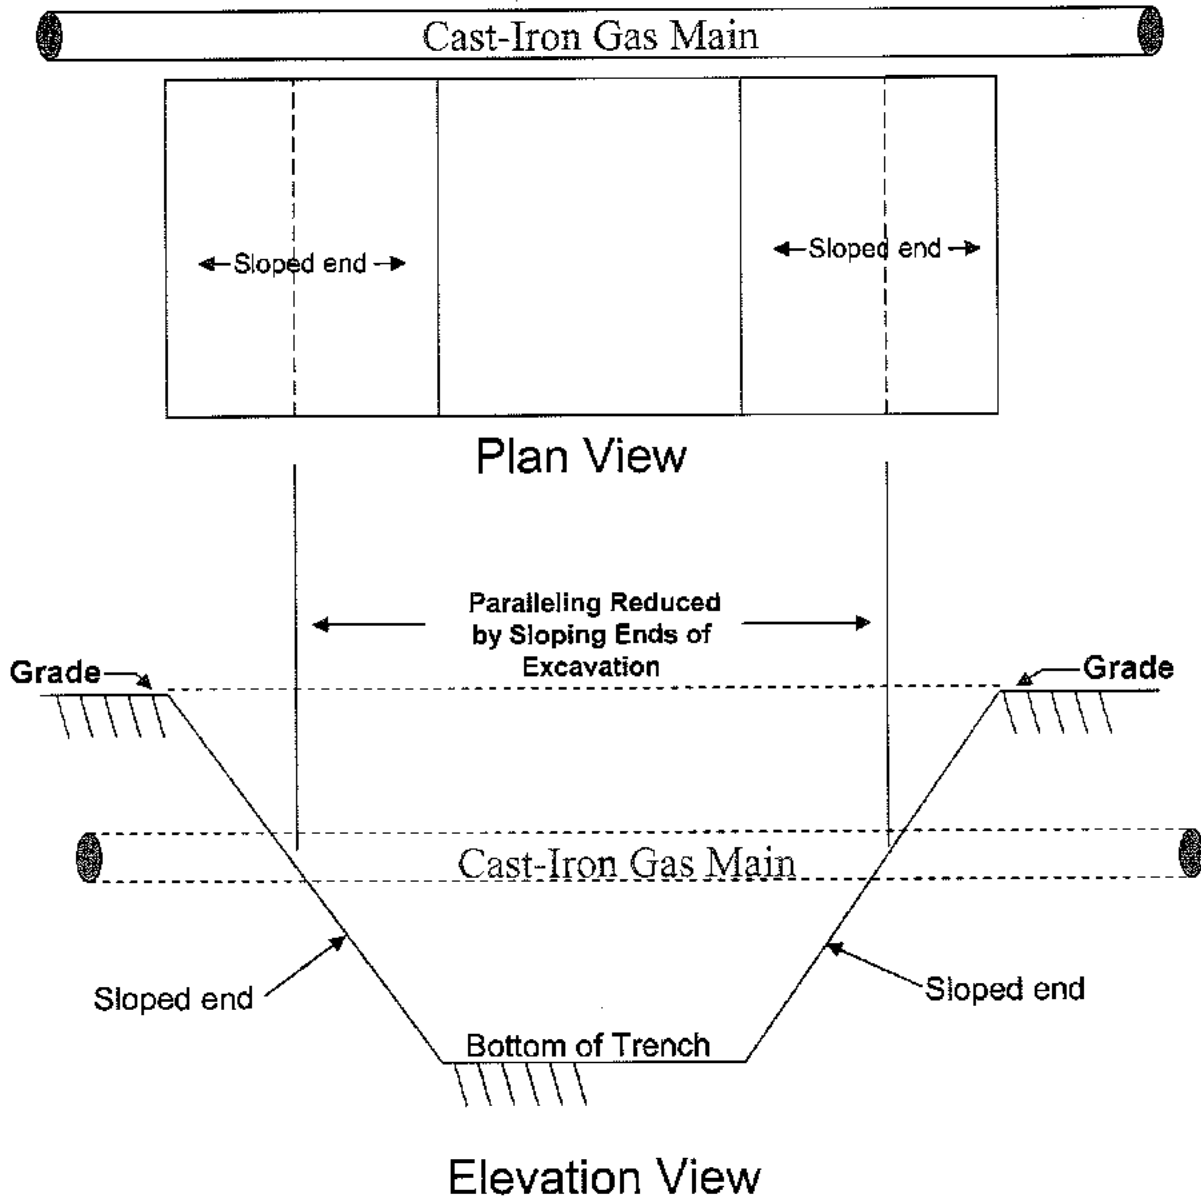 Cast-Iron Gas Main
Sloped end
Sloped end
Plan View
Paralleling Reduced
by Sloping Ends of
Excavation
Grade
Grade
Cast-Iron Gas Main
Sloped end
Sloped end
Bottom of Trench
Elevation View